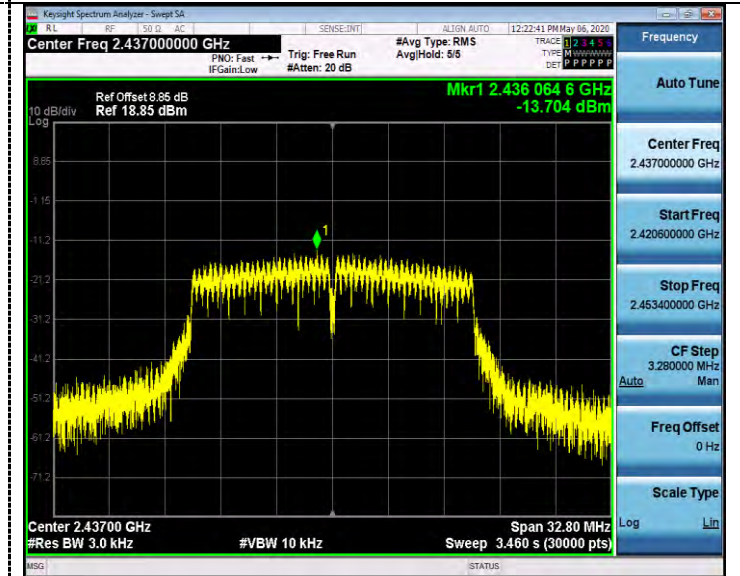 Keysight Spectrum Analyzer - Swept SA
RL RF 50 Ω AC SENSE:INT ALIGN AUTO 12:22:41 PM May 06, 2020
Center Freq 2.437000000 GHz
PNO: Fast
IFGain:Low
Trig: Free Run
#Atten: 20 dB
#Avg Type: RMS
Avg|Hold: 5/5
TRACE 1 2 3 4 5 6
TYPE M
DET P P P P P P
Ref Offset 8.85 dB
10 dB/div Ref 18.85 dBm
Log
Mkr1 2.436 064 6 GHz
-13.704 dBm
8.85
-1.15
-11.2
-21.2
-31.2
-41.2
-51.2
-61.2
-71.2
1
Center 2.43700 GHz
Span 32.80 MHz
#Res BW 3.0 kHz
#VBW 10 kHz
Sweep 3.460 s (30000 pts)
MSG
STATUS
Frequency
Auto Tune
Center Freq
2.437000000 GHz
Start Freq
2.420600000 GHz
Stop Freq
2.453400000 GHz
CF Step
3.280000 MHz
Auto Man
Freq Offset
0 Hz
Scale Type
Log Lin